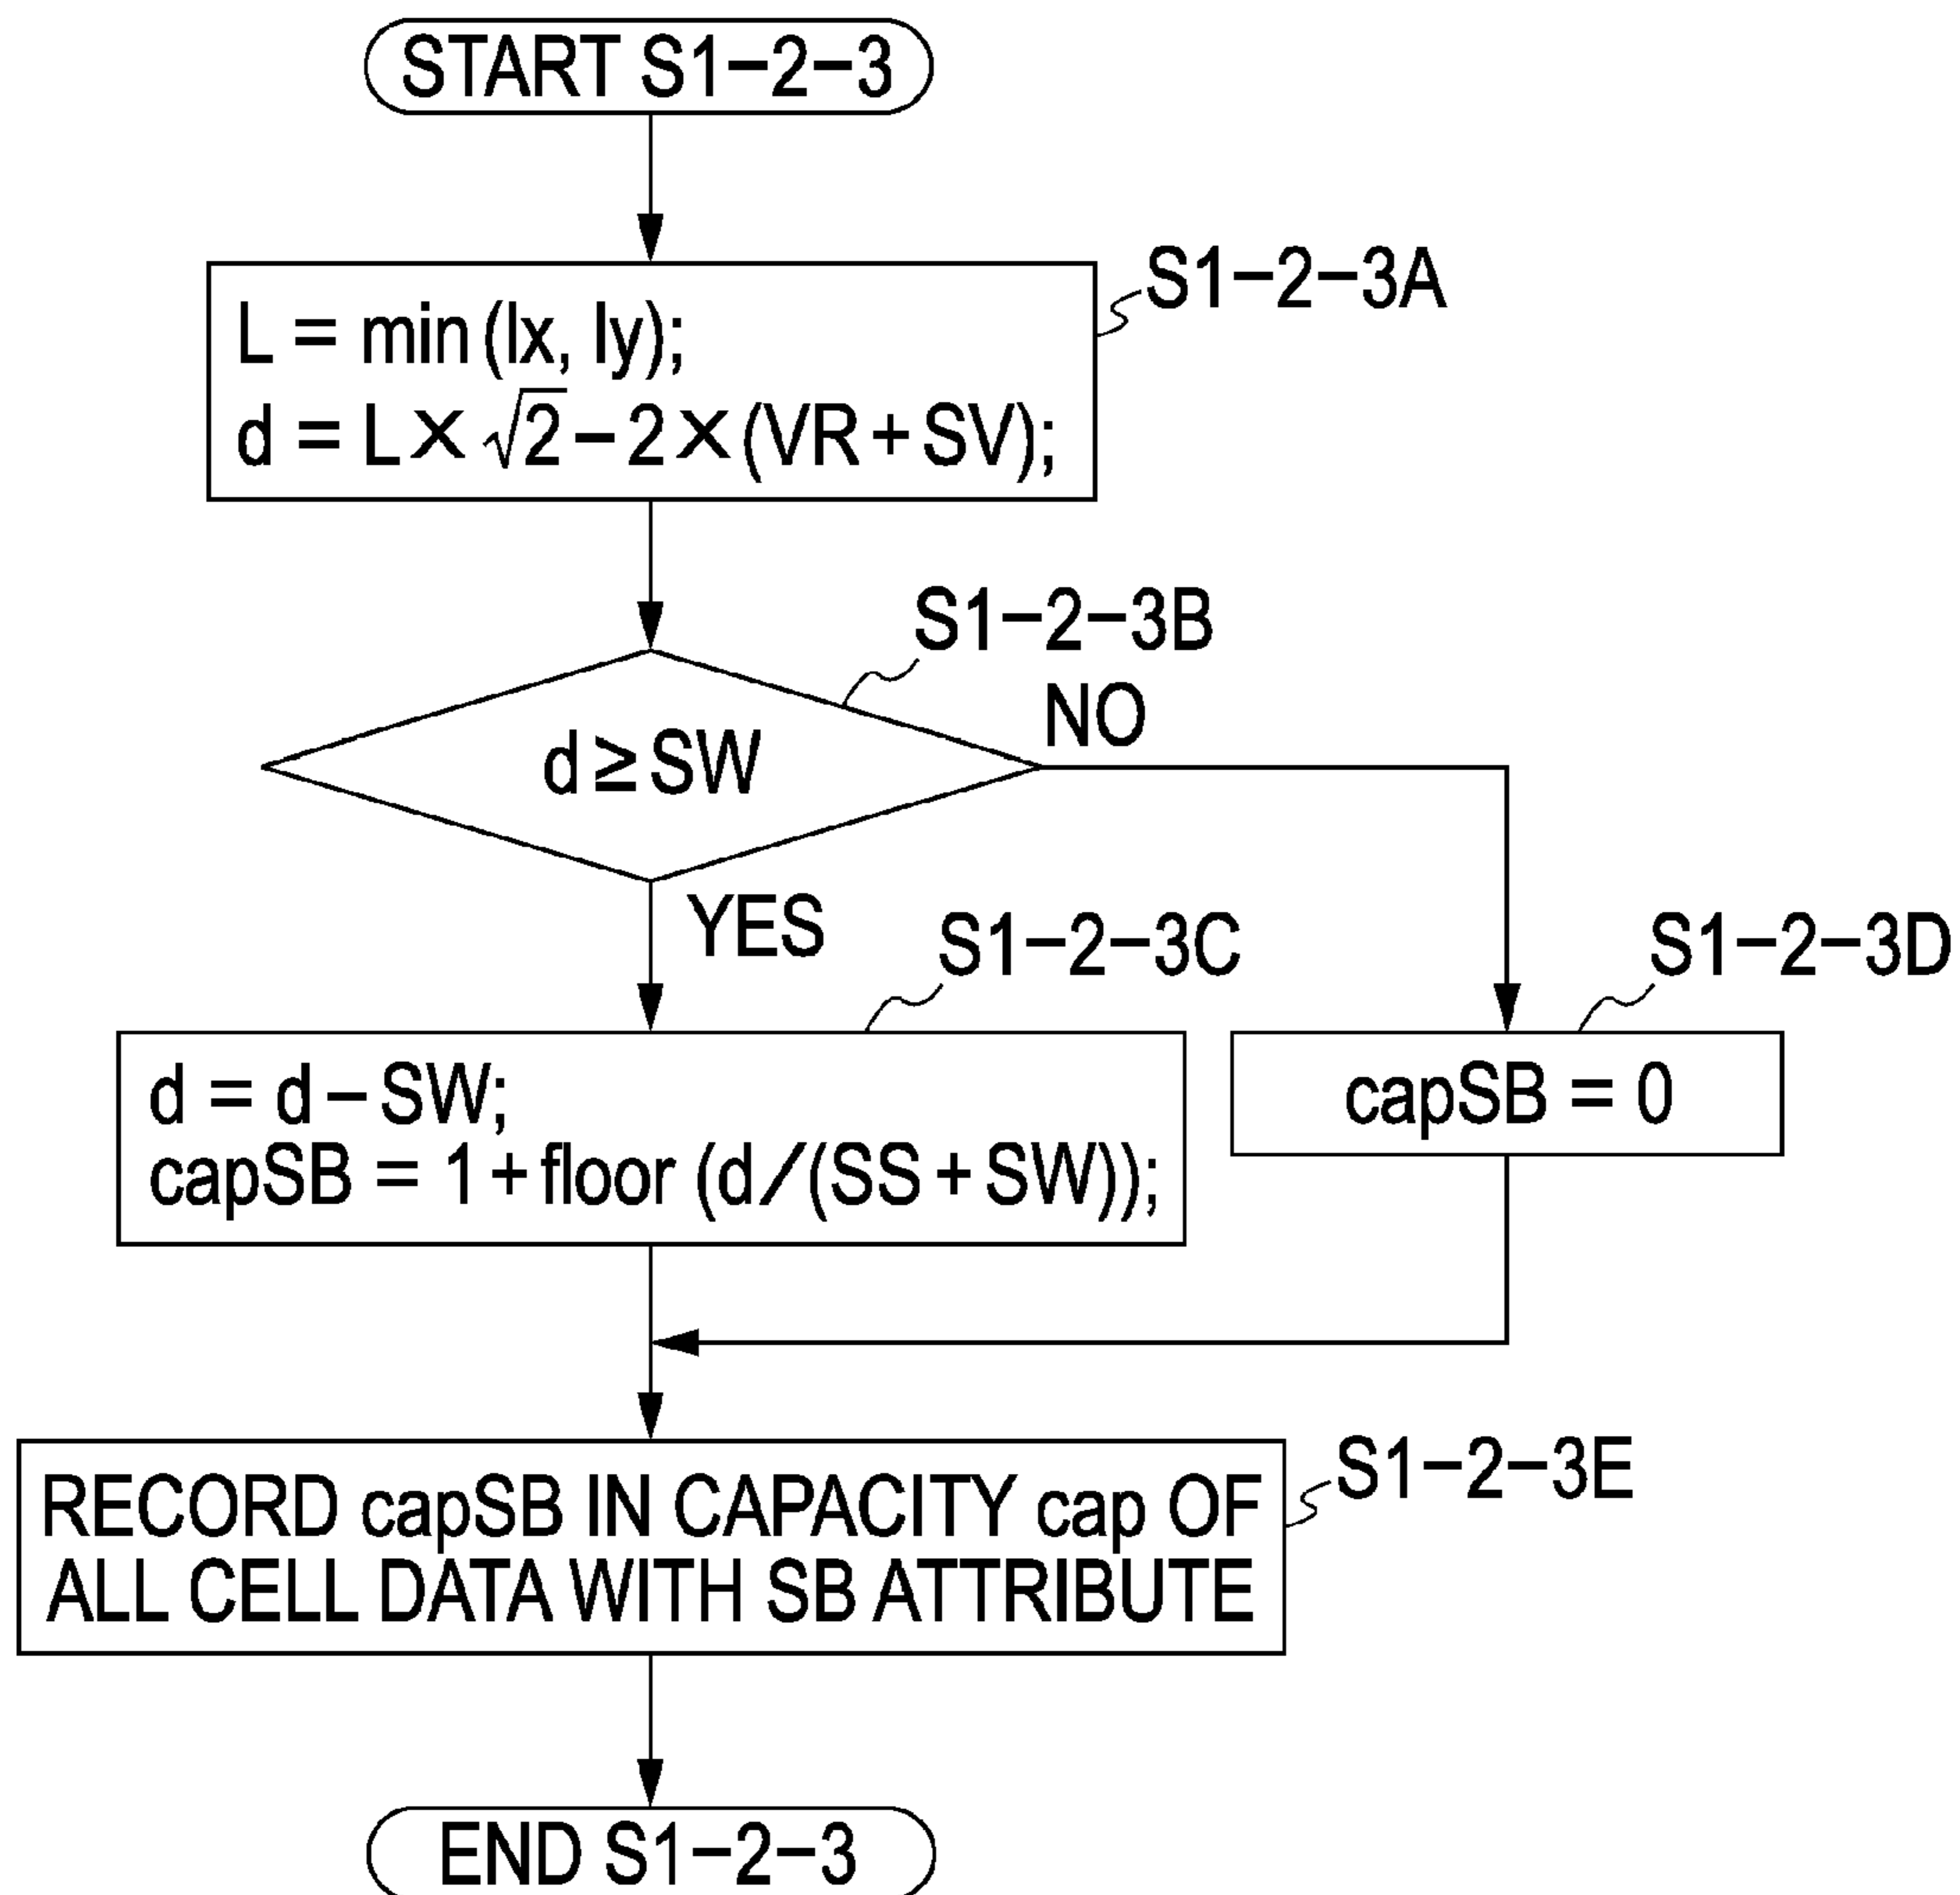 START S1−2−3
S1−2−3A
L = min (lx, ly);
d = L × √2 − 2 × (VR + SV);
S1−2−3B
d ≥ SW
NO
YES
S1−2−3C
d = d − SW;
capSB = 1 + floor (d/(SS + SW));
S1−2−3D
capSB = 0
S1−2−3E
RECORD capSB IN CAPACITY cap OF
ALL CELL DATA WITH SB ATTRIBUTE
END S1−2−3